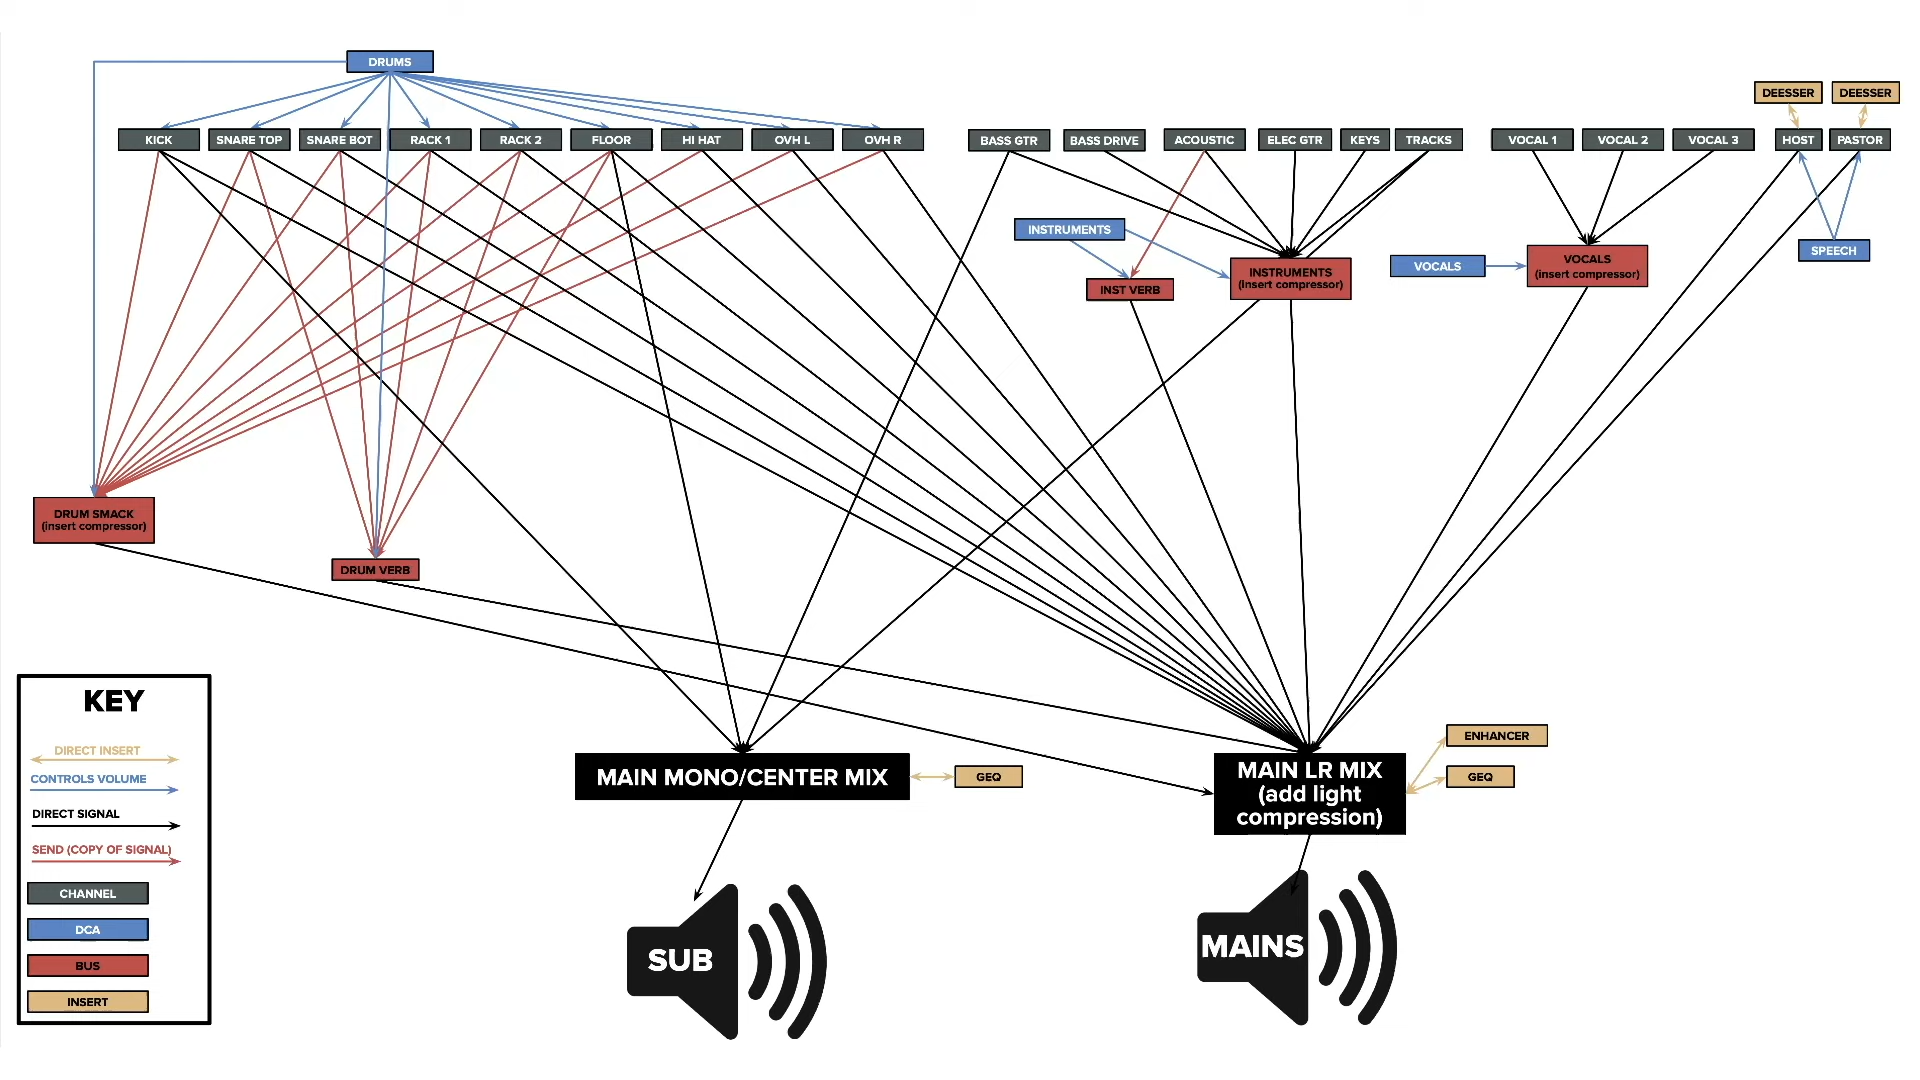 DRUMS
DEESSER
DEESSER
KICK
SNARE TOP
SNARE BOT
RACK 1
RACK 2
FLOOR
HI HAT
OVH L
OVH R
BASS GTR
BASS DRIVE
ACOUSTIC
ELEC GTR
KEYS
TRACKS
VOCAL 1
VOCAL 2
VOCAL 3
HOST
PASTOR
INSTRUMENTS
SPEECH
INST VERB
INSTRUMENTS
(insert compressor)
VOCALS
VOCALS
(insert compressor)
DRUM SMACK
(insert compressor)
DRUM VERB
KEY
DIRECT INSERT
CONTROLS VOLUME
DIRECT SIGNAL
SEND (COPY OF SIGNAL)
CHANNEL
DCA
BUS
INSERT
MAIN MONO/CENTER MIX
GEQ
MAIN LR MIX
(add light
compression)
ENHANCER
GEQ
SUB
MAINS